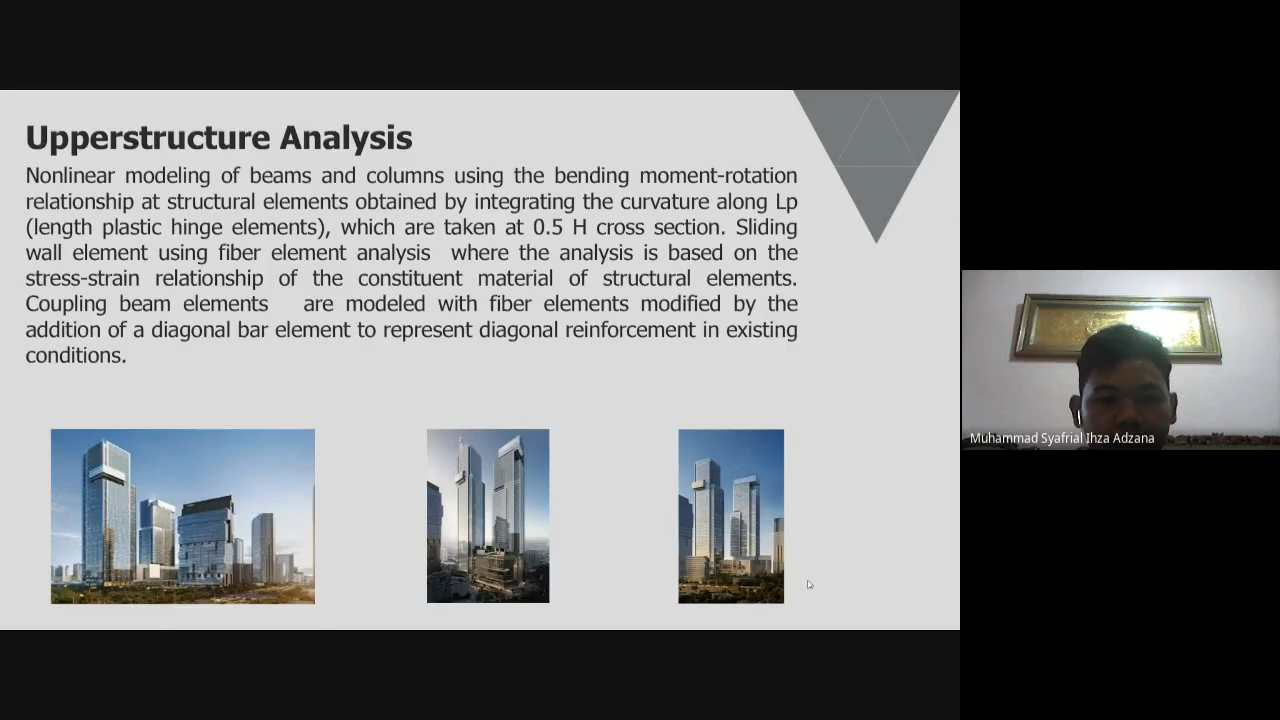 Upperstructure Analysis
Nonlinear modeling of beams and columns using the bending moment-rotation
relationship at structural elements obtained by integrating the curvature along Lp
(length plastic hinge elements), which are taken at 0.5 H cross section. Sliding
wall element using fiber element analysis where the analysis is based on the
stress-strain relationship of the constituent material of structural elements.
Coupling beam elements are modeled with fiber elements modified by the
addition of a diagonal bar element to represent diagonal reinforcement in existing
conditions.
Muhammad Syafrial Ihza Adzana